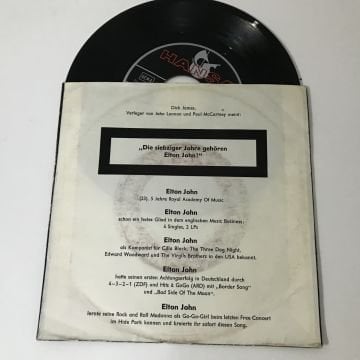 HANSA
Dick James,
Verleger von John Lennon und Paul McCartney meint:
„Die siebziger Jahre gehören
Elton John!"
Elton John
(23), 5 Jahre Royal Academy Of Music
Elton John
schon ein festes Glied in dem englischen Music Business:
4 Singles, 2 LPs
Elton John
als Komponist für Cilla Black, The Three Dog Night,
Edward Woodward und The Virgils Brothers in den USA bekannt.
Elton John
hatte seinen ersten Achtungserfolg in Deutschland durch
4-3-2-1 (ZDF) und Hits à GoGo (ARD) mit „Border Song"
und „Bad Side Of The Moon".
Elton John
lernte seine Rock and Roll Madonna als Go-Go-Girl beim letzten Free Concert
im Hide Park kennen und kreierte ihr sofort diesen Song.